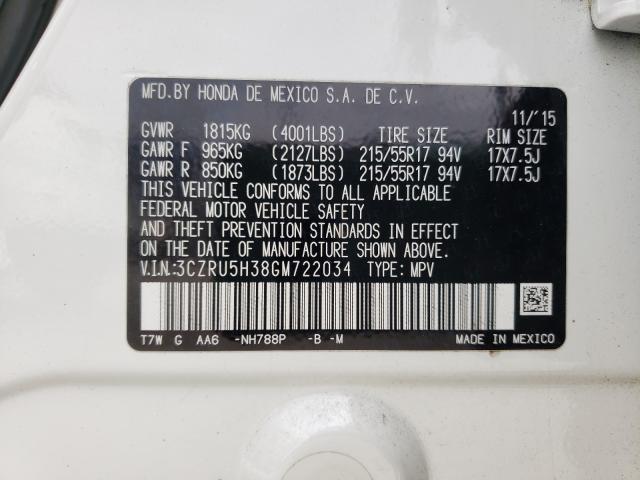 MFD.BY HONDA DE MEXICO S.A. DE C.V.
11/'15
GVWR 1815KG (4001LBS) TIRE SIZE RIM SIZE
GAWR F 965KG (2127LBS) 215/55R17 94V 17X7.5J
GAWR R 850KG (1873LBS) 215/55R17 94V 17X7.5J
THIS VEHICLE CONFORMS TO ALL APPLICABLE
FEDERAL MOTOR VEHICLE SAFETY
AND THEFT PREVENTION STANDARDS IN EFFECT
ON THE DATE OF MANUFACTURE SHOWN ABOVE.
V.I.N:3CZRU5H38GM722034 TYPE: MPV
T7W G AA6 -NH788P -B -M MADE IN MEXICO